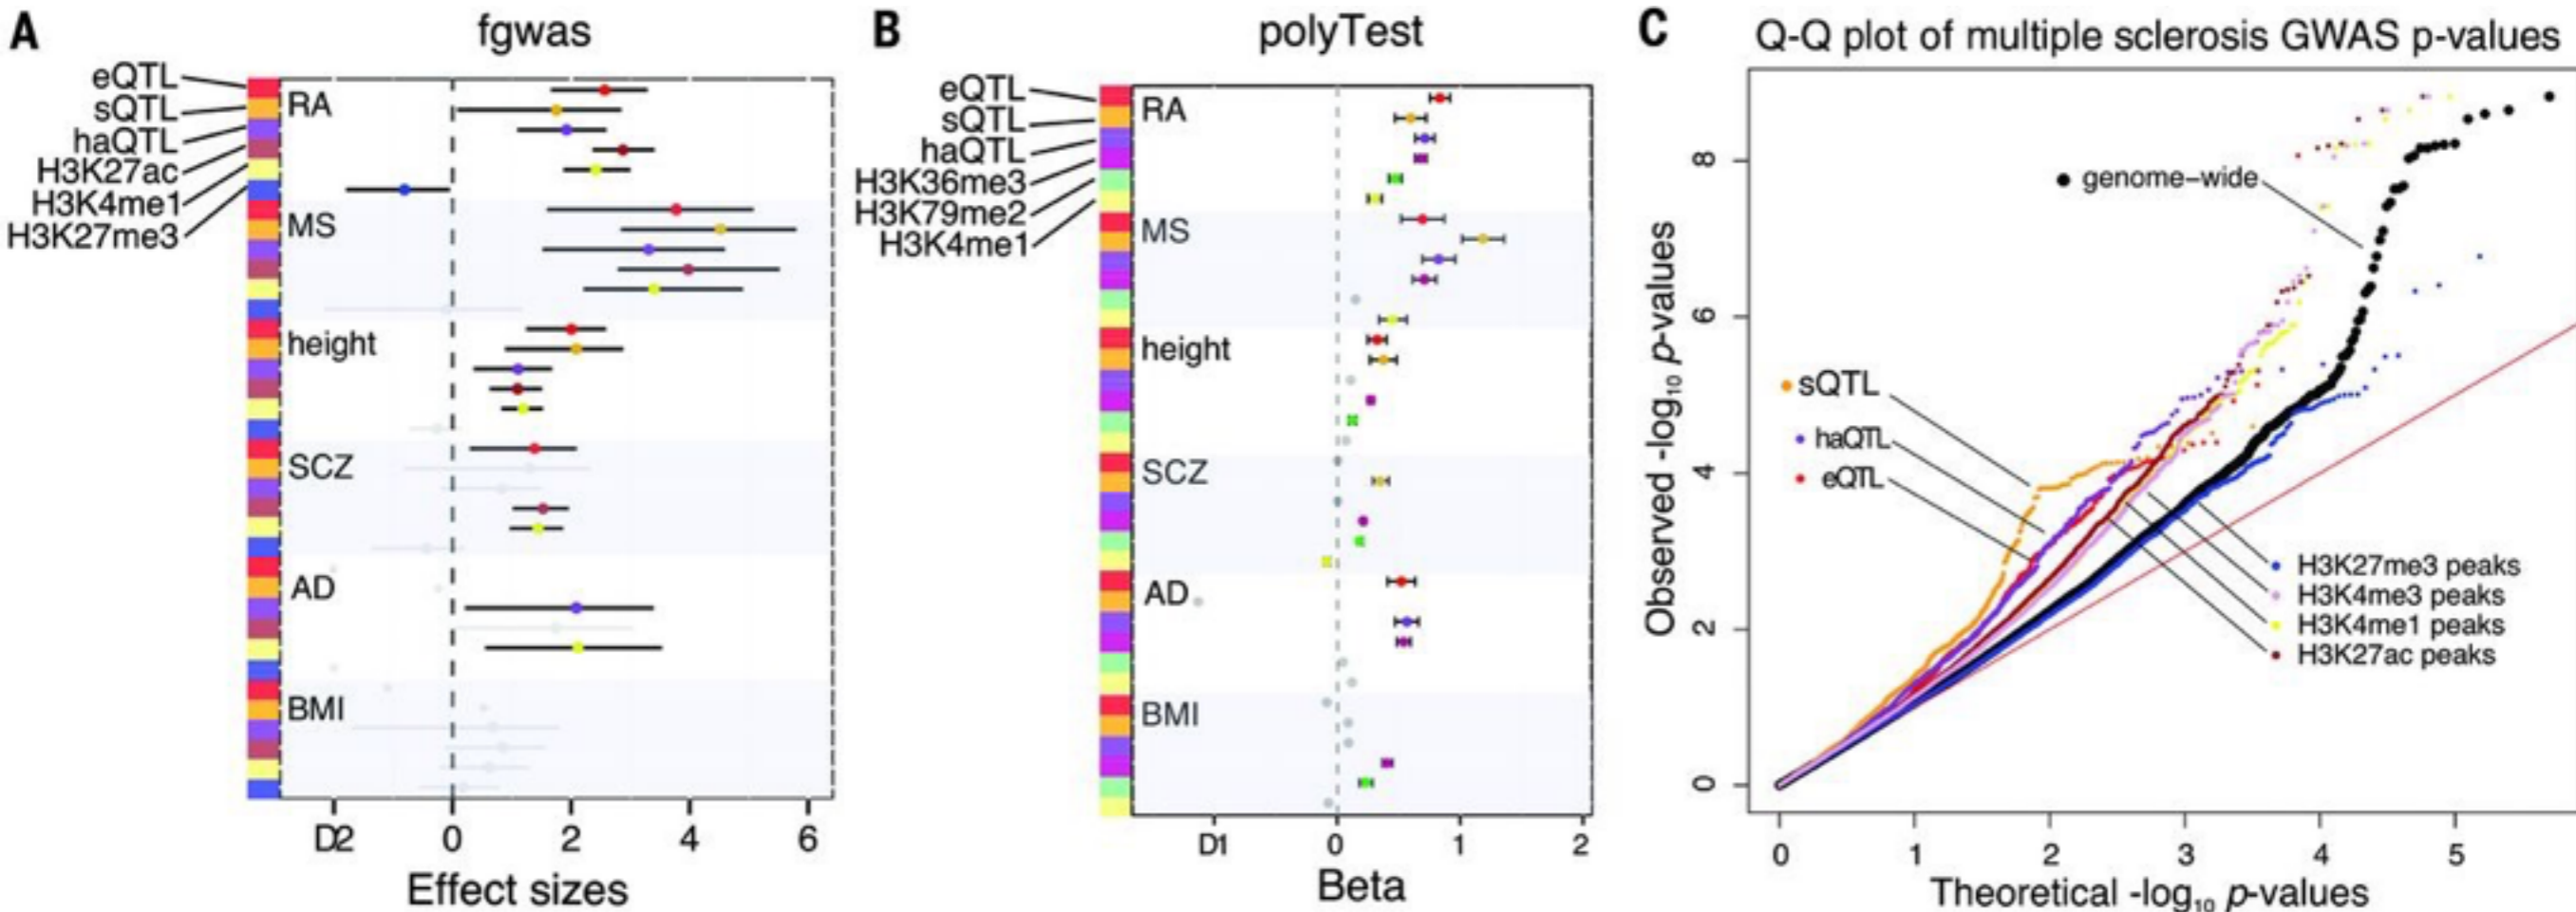 A
fgwas
eQTL
sQTL
haQTL
H3K27ac
H3K4me1
H3K27me3
RA
MS
height
SCZ
AD
BMI
D2 0 2 4 6
Effect sizes
B
polyTest
eQTL
sQTL
haQTL
H3K36me3
H3K79me2
H3K4me1
RA
MS
height
SCZ
AD
BMI
D1 0 1 2
Beta
C
Q-Q plot of multiple sclerosis GWAS p-values
Observed -log₁₀ p-values
8
6
4
2
0
genome-wide
sQTL
haQTL
eQTL
H3K27me3 peaks
H3K4me3 peaks
H3K4me1 peaks
H3K27ac peaks
0 1 2 3 4 5
Theoretical -log₁₀ p-values